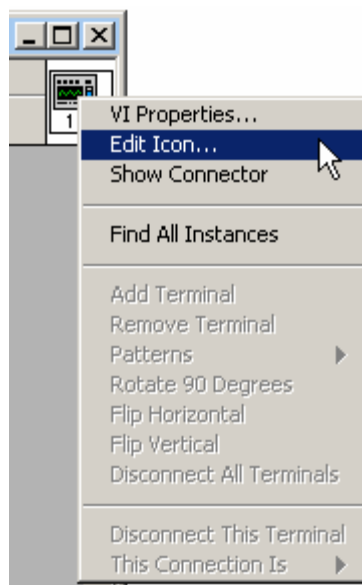 1
VI Properties...
Edit Icon...
Show Connector
Find All Instances
Add Terminal
Remove Terminal
Patterns
Rotate 90 Degrees
Flip Horizontal
Flip Vertical
Disconnect All Terminals
Disconnect This Terminal
This Connection Is